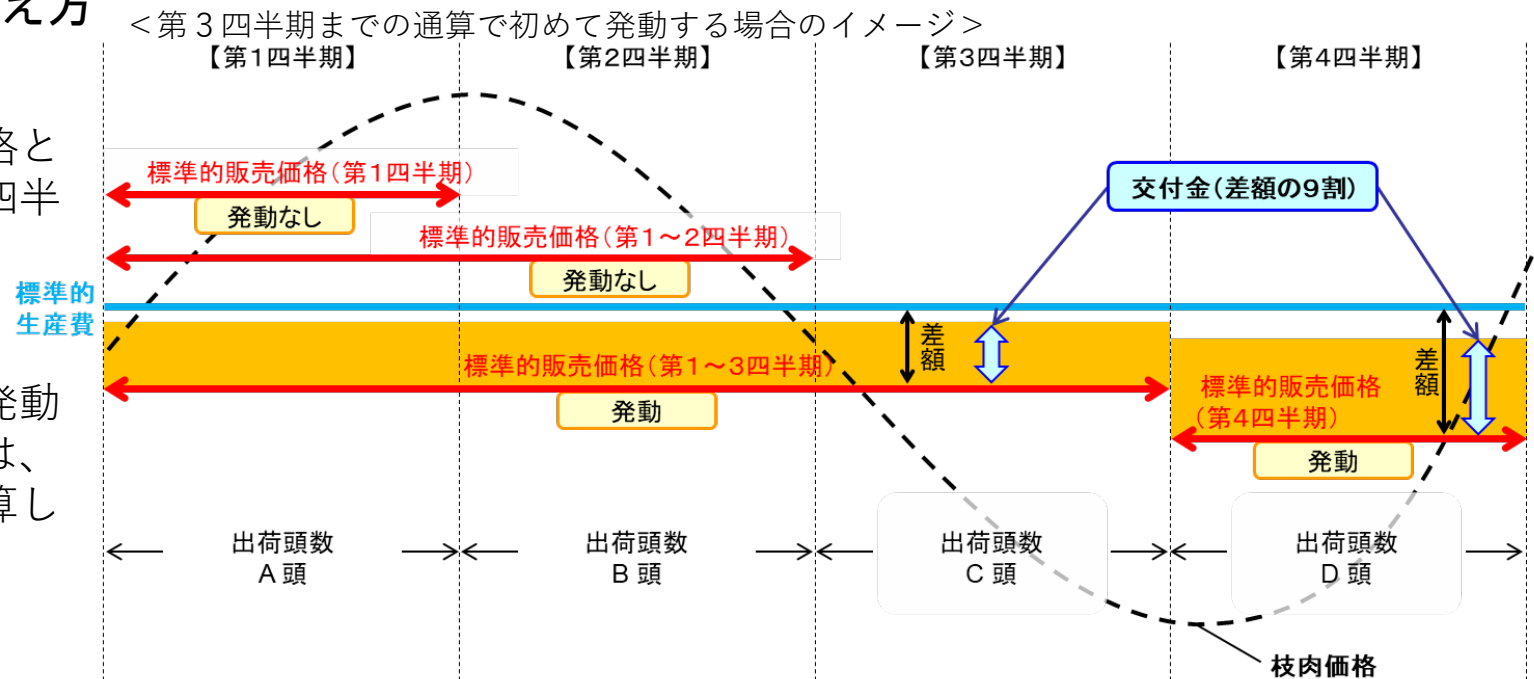 え方
＜第３四半期までの通算で初めて発動する場合のイメージ＞
【第1四半期】
【第2四半期】
【第3四半期】
【第4四半期】
格と
四半
標準的販売価格（第１四半期）
発動なし
標準的販売価格（第１～２四半期）
発動なし
交付金（差額の９割）
標準的
生産費
差額
標準的販売価格（第１～３四半期）
発動
差額
標準的販売価格
（第４四半期）
発動
発動
は、
算し
出荷頭数
A 頭
出荷頭数
B 頭
出荷頭数
C 頭
出荷頭数
D 頭
枝肉価格